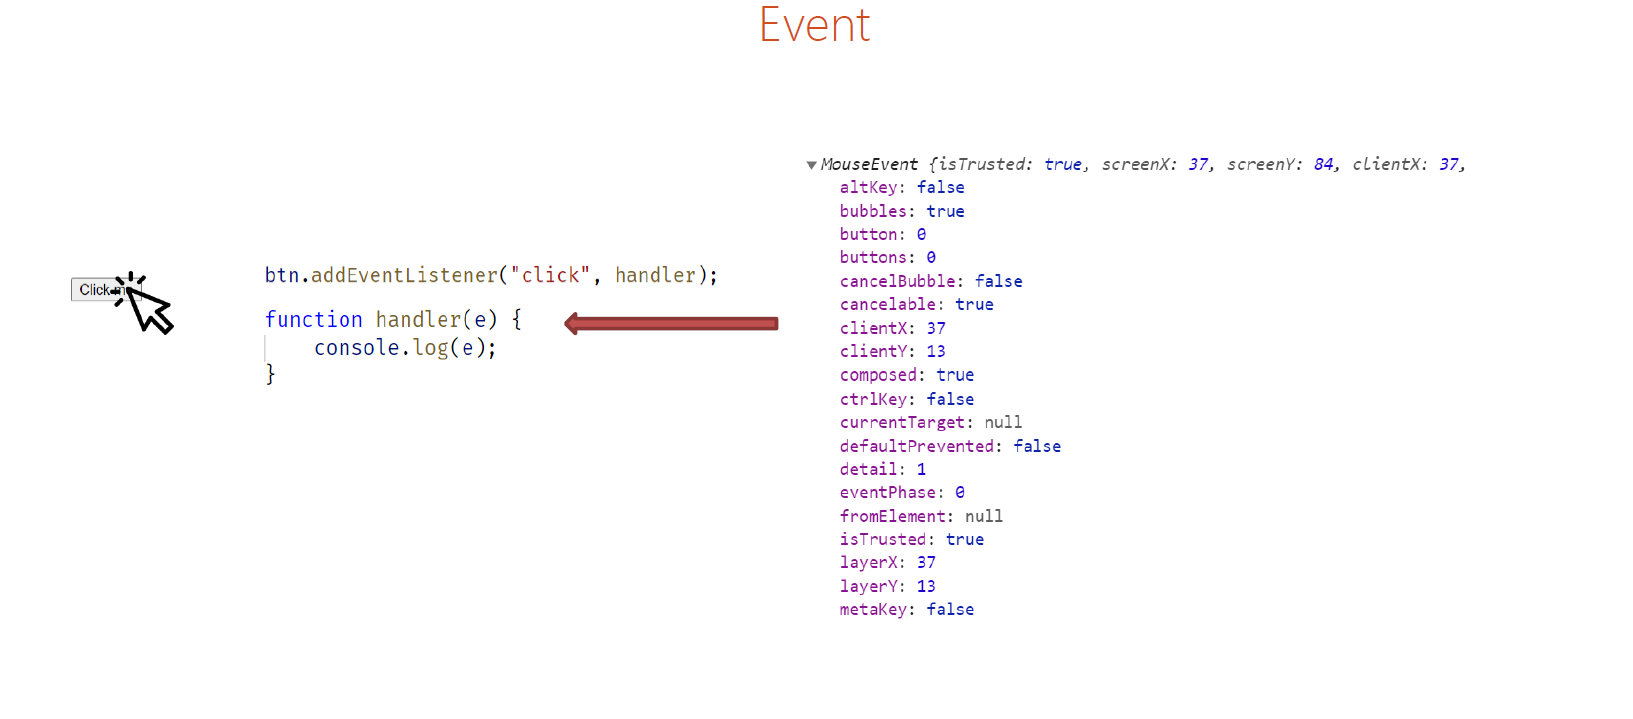 Event
Click
btn.addEventListener("click", handler);
function handler(e) {
console.log(e);
}
MouseEvent {isTrusted: true, screenX: 37, screenY: 84, clientX: 37,
altKey: false
bubbles: true
button: 0
buttons: 0
cancelBubble: false
cancelable: true
clientX: 37
clientY: 13
composed: true
ctrlKey: false
currentTarget: null
defaultPrevented: false
detail: 1
eventPhase: 0
fromElement: null
isTrusted: true
layerX: 37
layerY: 13
metaKey: false